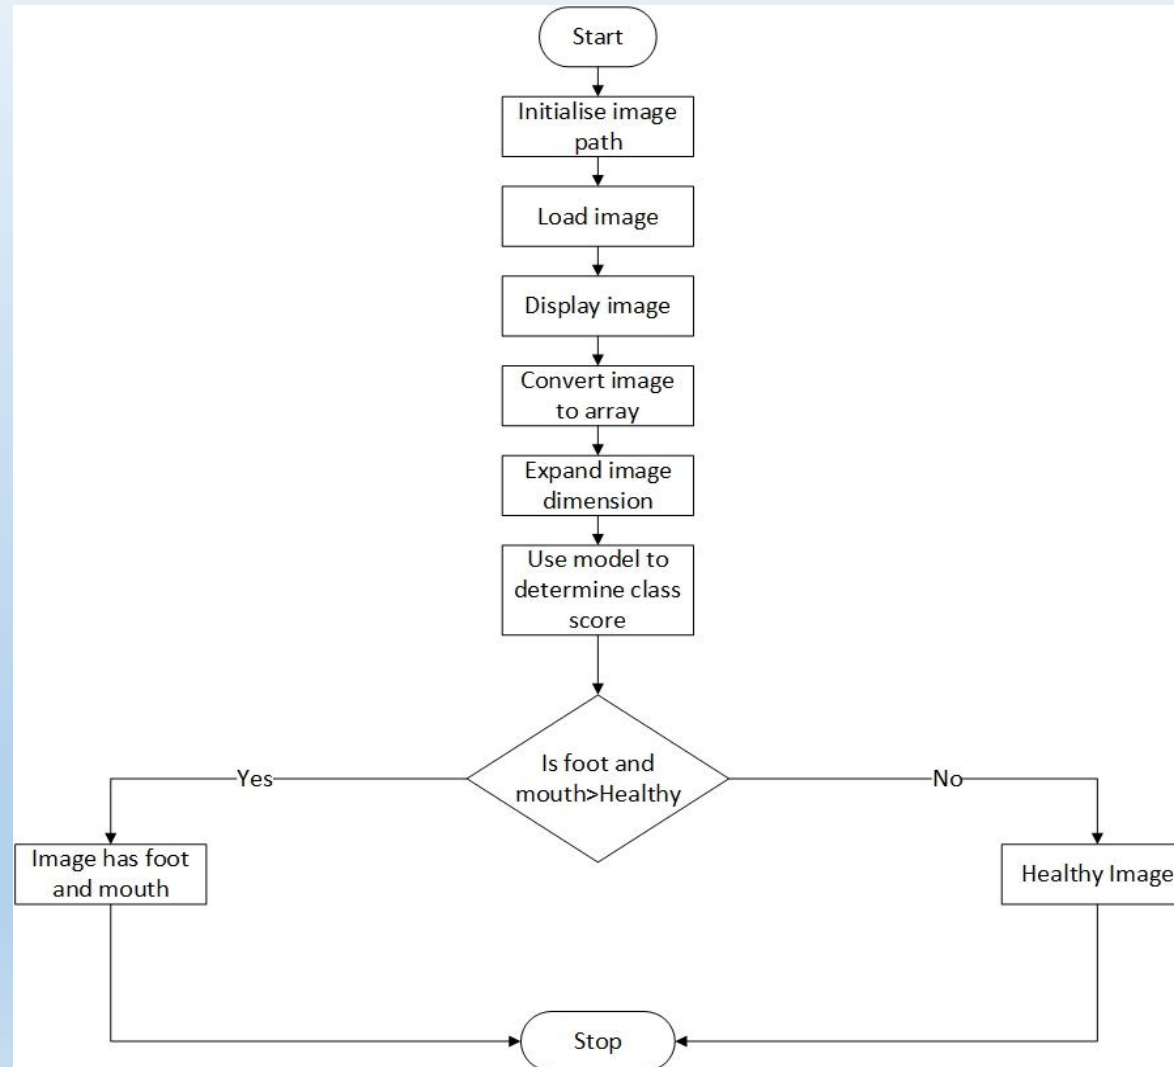 Start
Initialise image
path
Load image
Display image
Convert image
to array
Expand image
dimension
Use model to
determine class
score
Is foot and
mouth>Healthy
Yes
No
Image has foot
and mouth
Healthy Image
Stop